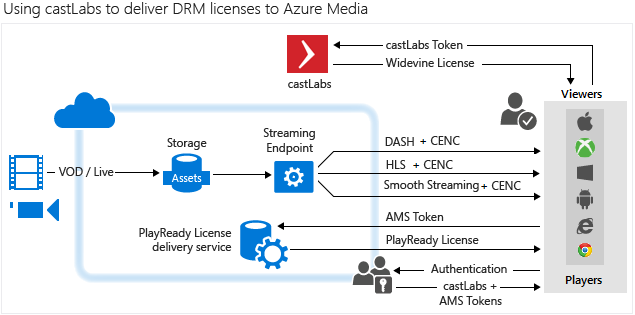 Using castLabs to deliver DRM licenses to Azure Media
castLabs Token
Widevine License
castLabs
Viewers
Storage
Streaming
Endpoint
VOD / Live
Assets
DASH + CENC
HLS + CENC
Smooth Streaming + CENC
AMS Token
PlayReady License
delivery service
PlayReady License
Authentication
castLabs +
AMS Tokens
Players